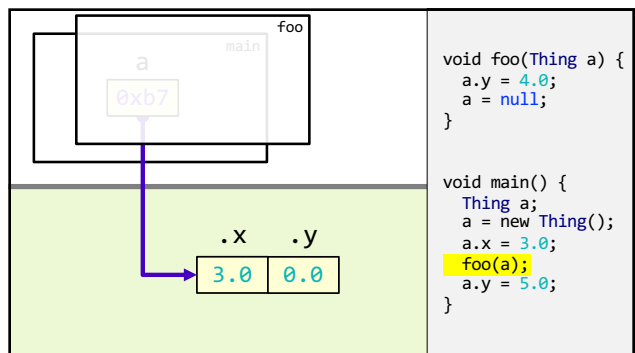 foo
main
a
0xb7
.x .y
3.0 0.0
void foo(Thing a) {
a.y = 4.0;
a = null;
}
void main() {
Thing a;
a = new Thing();
a.x = 3.0;
foo(a);
a.y = 5.0;
}